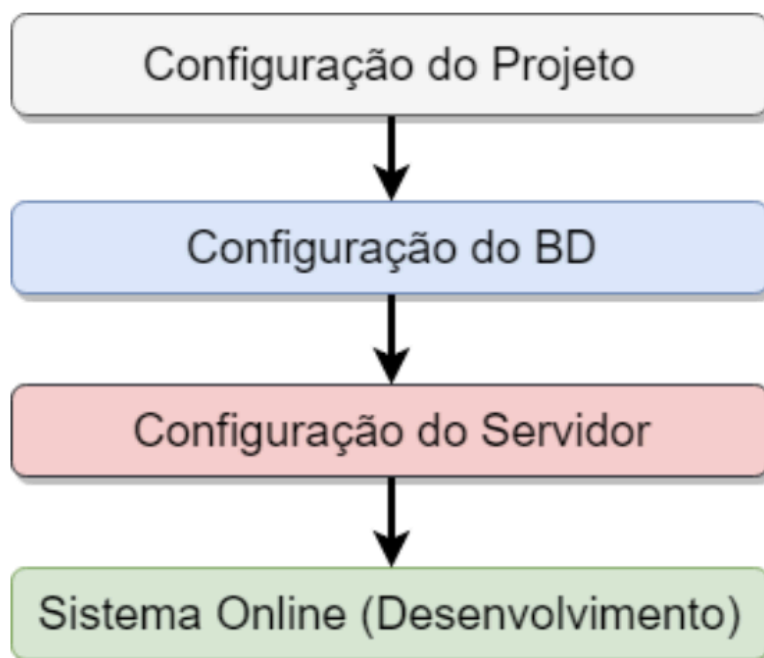 Configuração do Projeto
Configuração do BD
Configuração do Servidor
Sistema Online (Desenvolvimento)